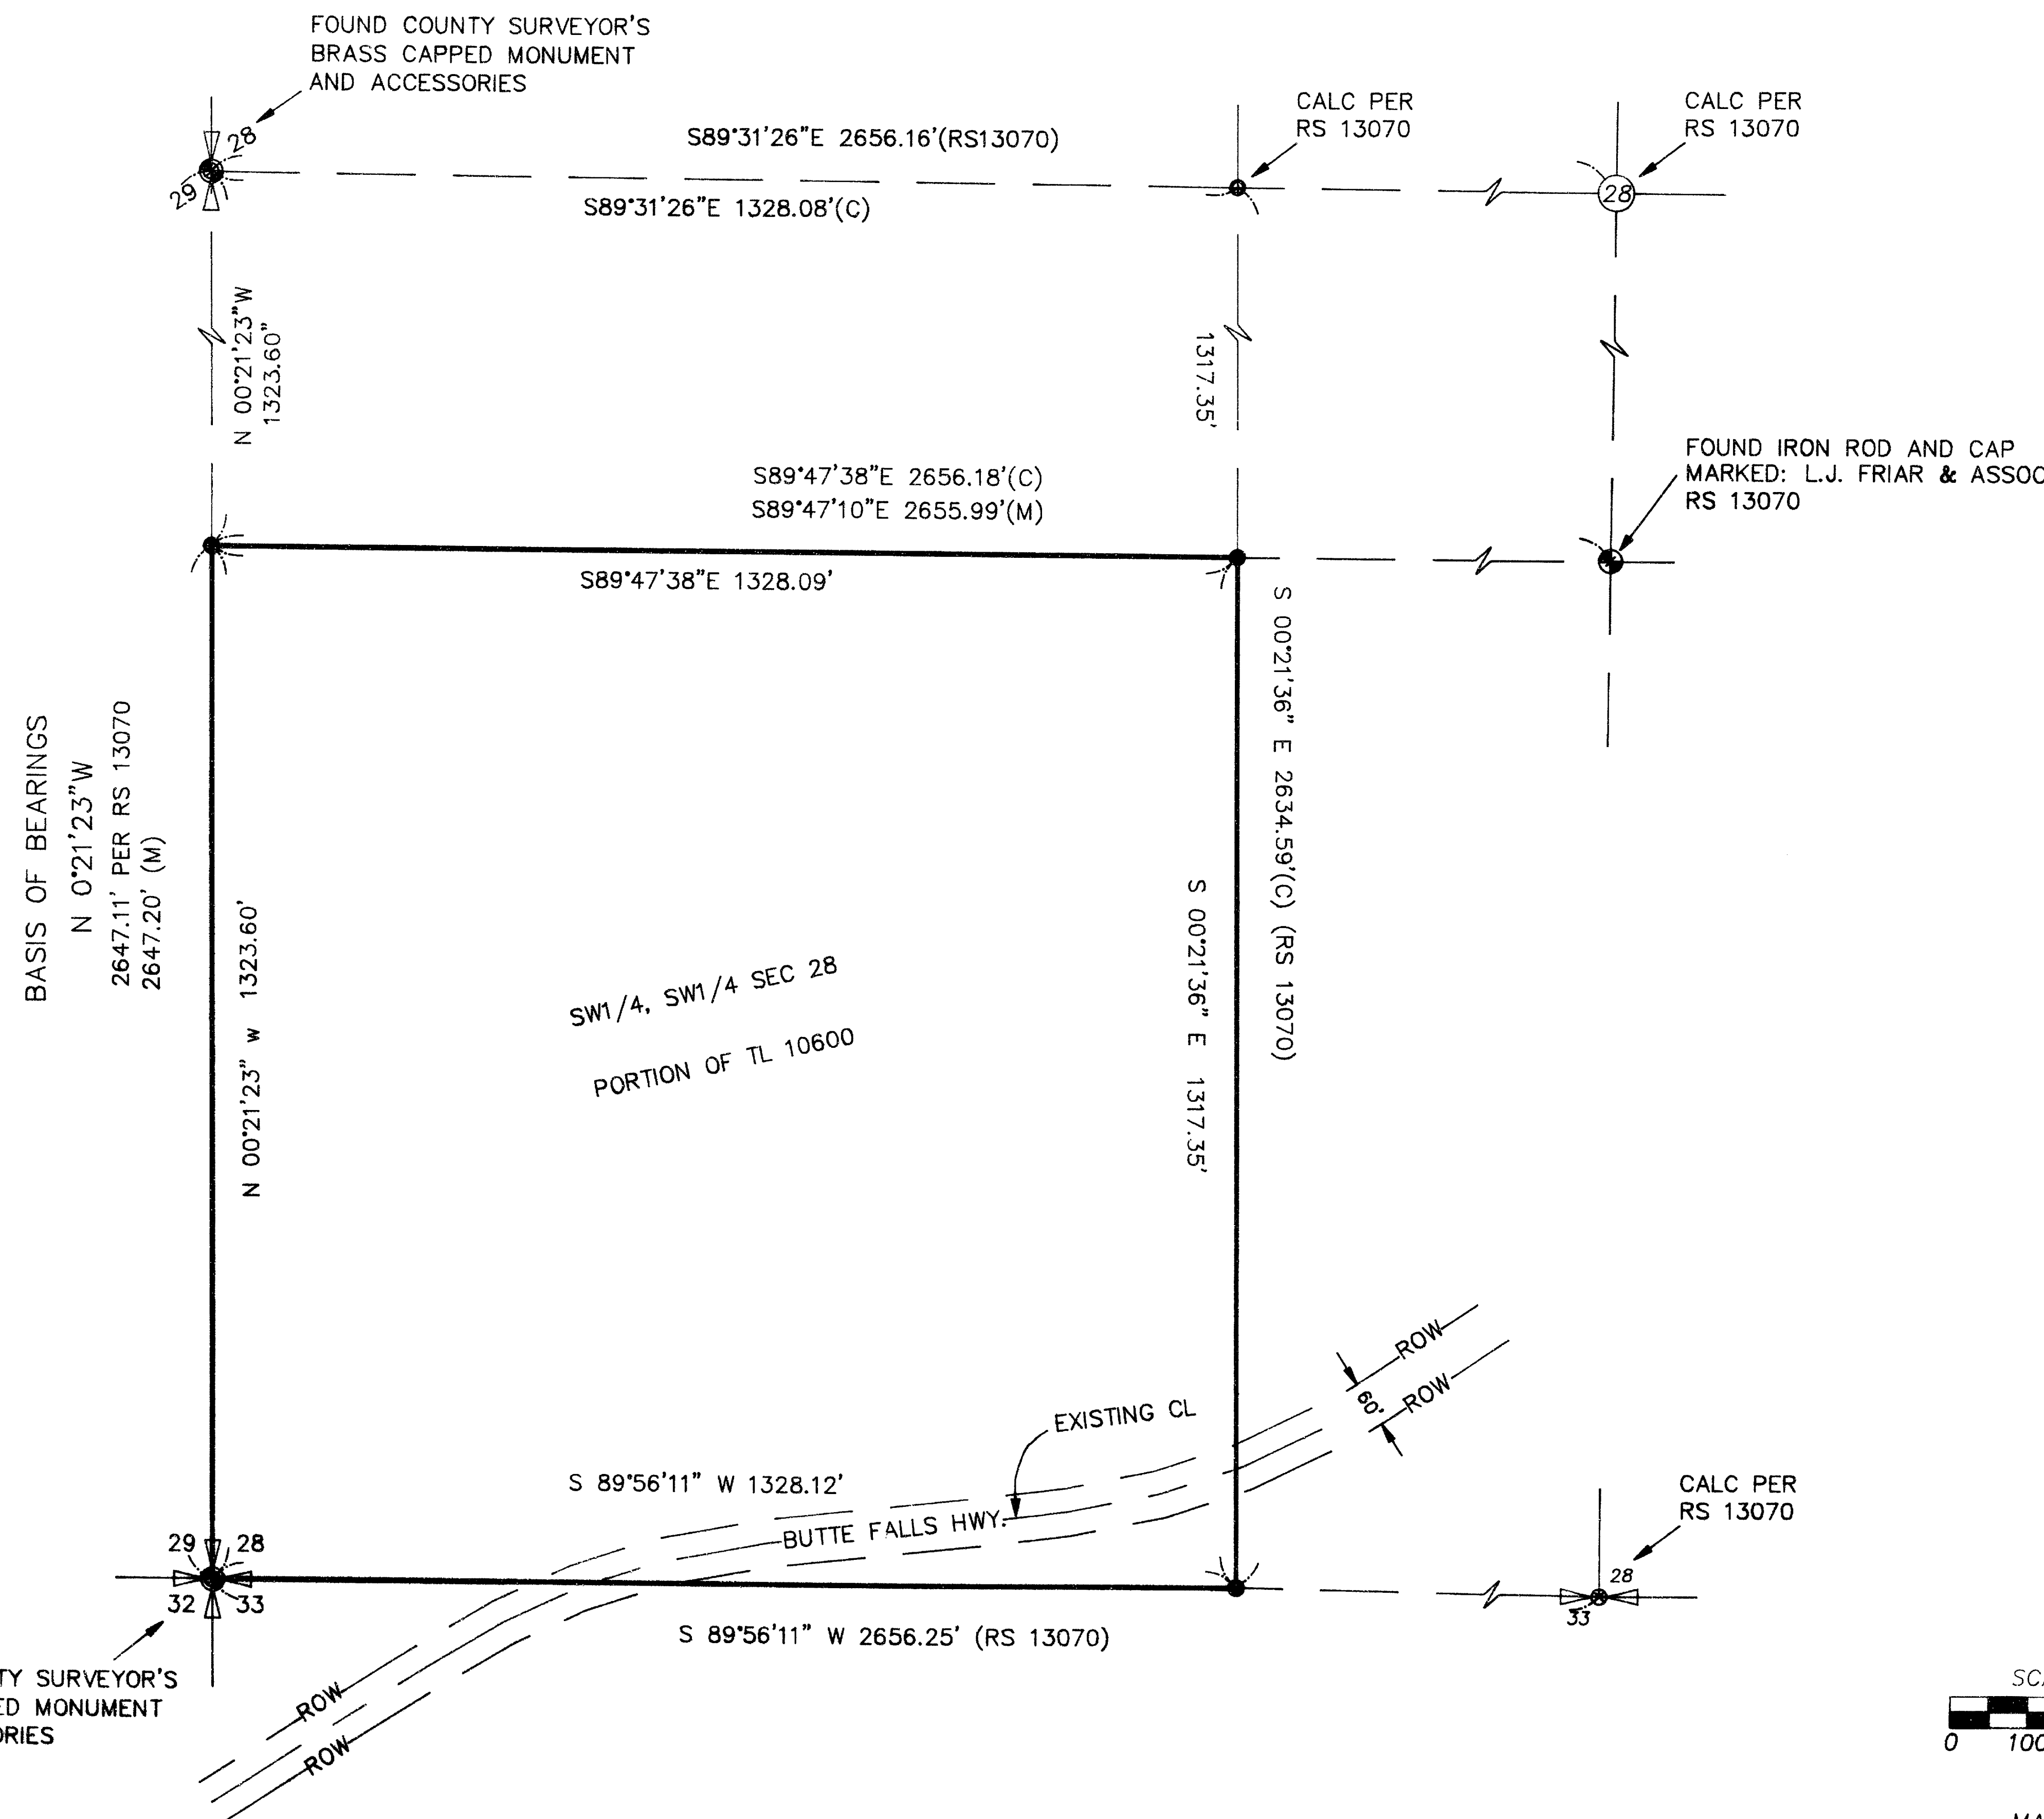 FOUND COUNTY SURVEYOR'S
BRASS CAPPED MONUMENT
AND ACCESSORIES
28
29
S89°31'26"E 2656.16'(RS13070)
S89°31'26"E 1328.08'(C)
CALC PER
RS 13070
CALC PER
RS 13070
28
N 00°21'23"W
1323.60"
1317.35'
S89°47'38"E 2656.18'(C)
S89°47'10"E 2655.99'(M)
S89°47'38"E 1328.09'
FOUND IRON ROD AND CAP
MARKED: L.J. FRIAR & ASSOC
RS 13070
BASIS OF BEARINGS
N 0°21'23"W
2647.11' PER RS 13070
2647.20' (M)
N 00°21'23" w 1323.60'
SW1/4, SW1/4 SEC 28
PORTION OF TL 10600
S 00°21'36" E 1317.35'
S 00°21'36" E 2634.59'(C) (RS 13070)
ROW
60'
ROW
EXISTING CL
S 89°56'11" W 1328.12'
BUTTE FALLS HWY.
29 28
32 33
S 89°56'11" W 2656.25' (RS 13070)
CALC PER
RS 13070
28
33
TY SURVEYOR'S
ED MONUMENT
ORIES
ROW
ROW
SCA
0 100